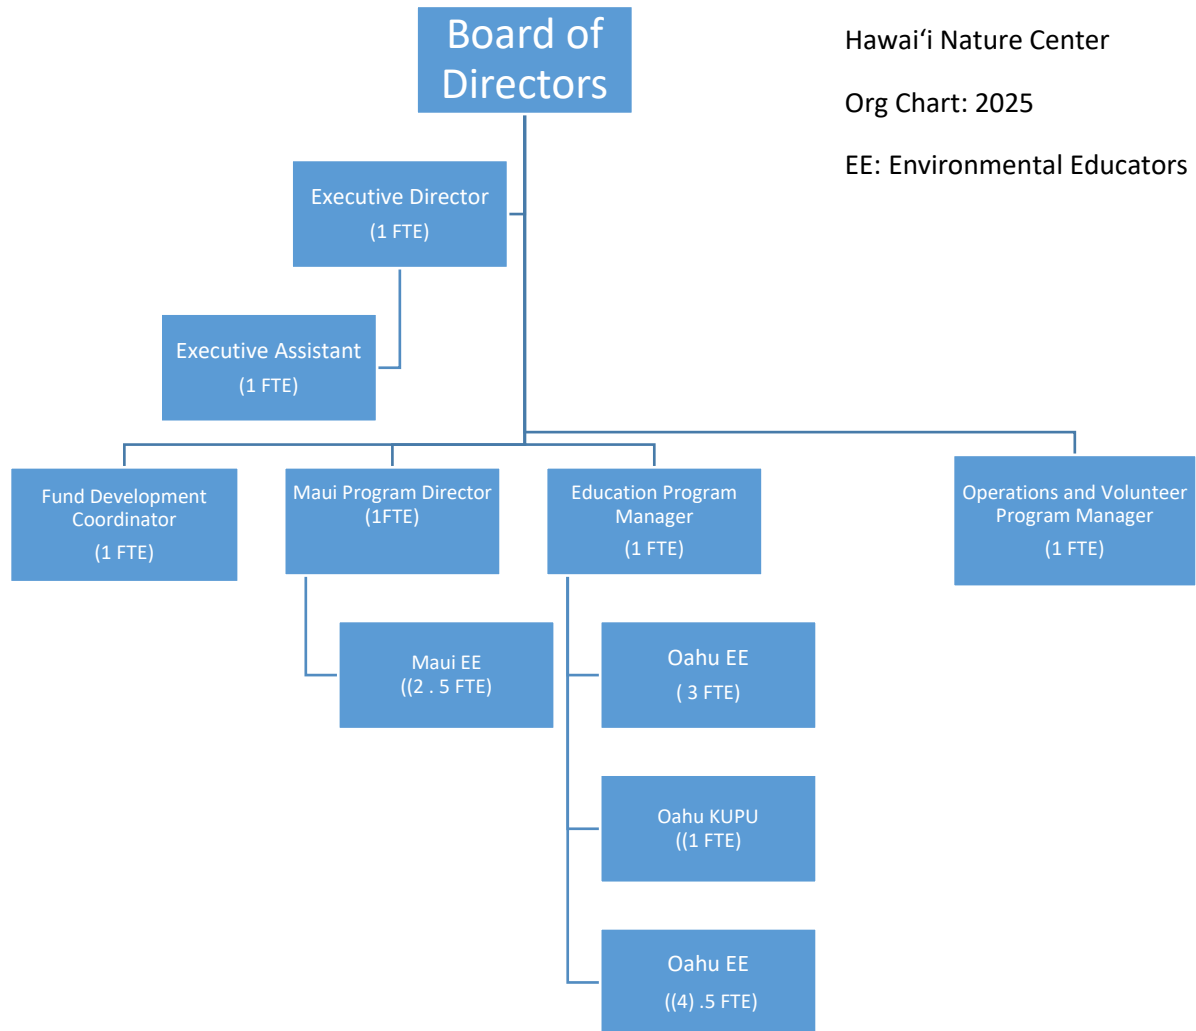 Board of
Directors
Hawaiʻi Nature Center
Org Chart: 2025
EE: Environmental Educators
Executive Director
(1 FTE)
Executive Assistant
(1 FTE)
Fund Development
Coordinator
(1 FTE)
Maui Program Director
(1FTE)
Education Program
Manager
(1 FTE)
Operations and Volunteer
Program Manager
(1 FTE)
Maui EE
((2 . 5 FTE)
Oahu EE
( 3 FTE)
Oahu KUPU
((1 FTE)
Oahu EE
((4) .5 FTE)